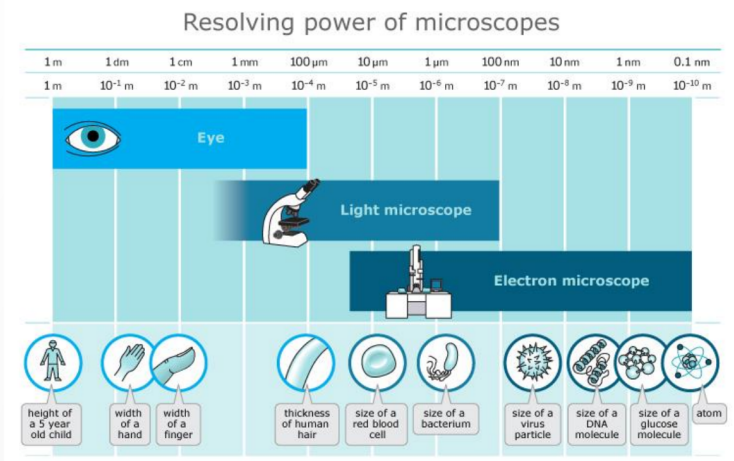 Resolving power of microscopes
1 m 1 dm 1 cm 1 mm 100 µm 10 µm 1 µm 100 nm 10 nm 1 nm 0.1 nm
1 m 10⁻¹ m 10⁻² m 10⁻³ m 10⁻⁴ m 10⁻⁵ m 10⁻⁶ m 10⁻⁷ m 10⁻⁸ m 10⁻⁹ m 10⁻¹⁰ m
Eye
Light microscope
Electron microscope
height of
a 5 year
old child
width
of a
hand
width
of a
finger
thickness
of human
hair
size of a
red blood
cell
size of a
bacterium
size of a
virus
particle
size of a
DNA
molecule
size of a
glucose
molecule
atom